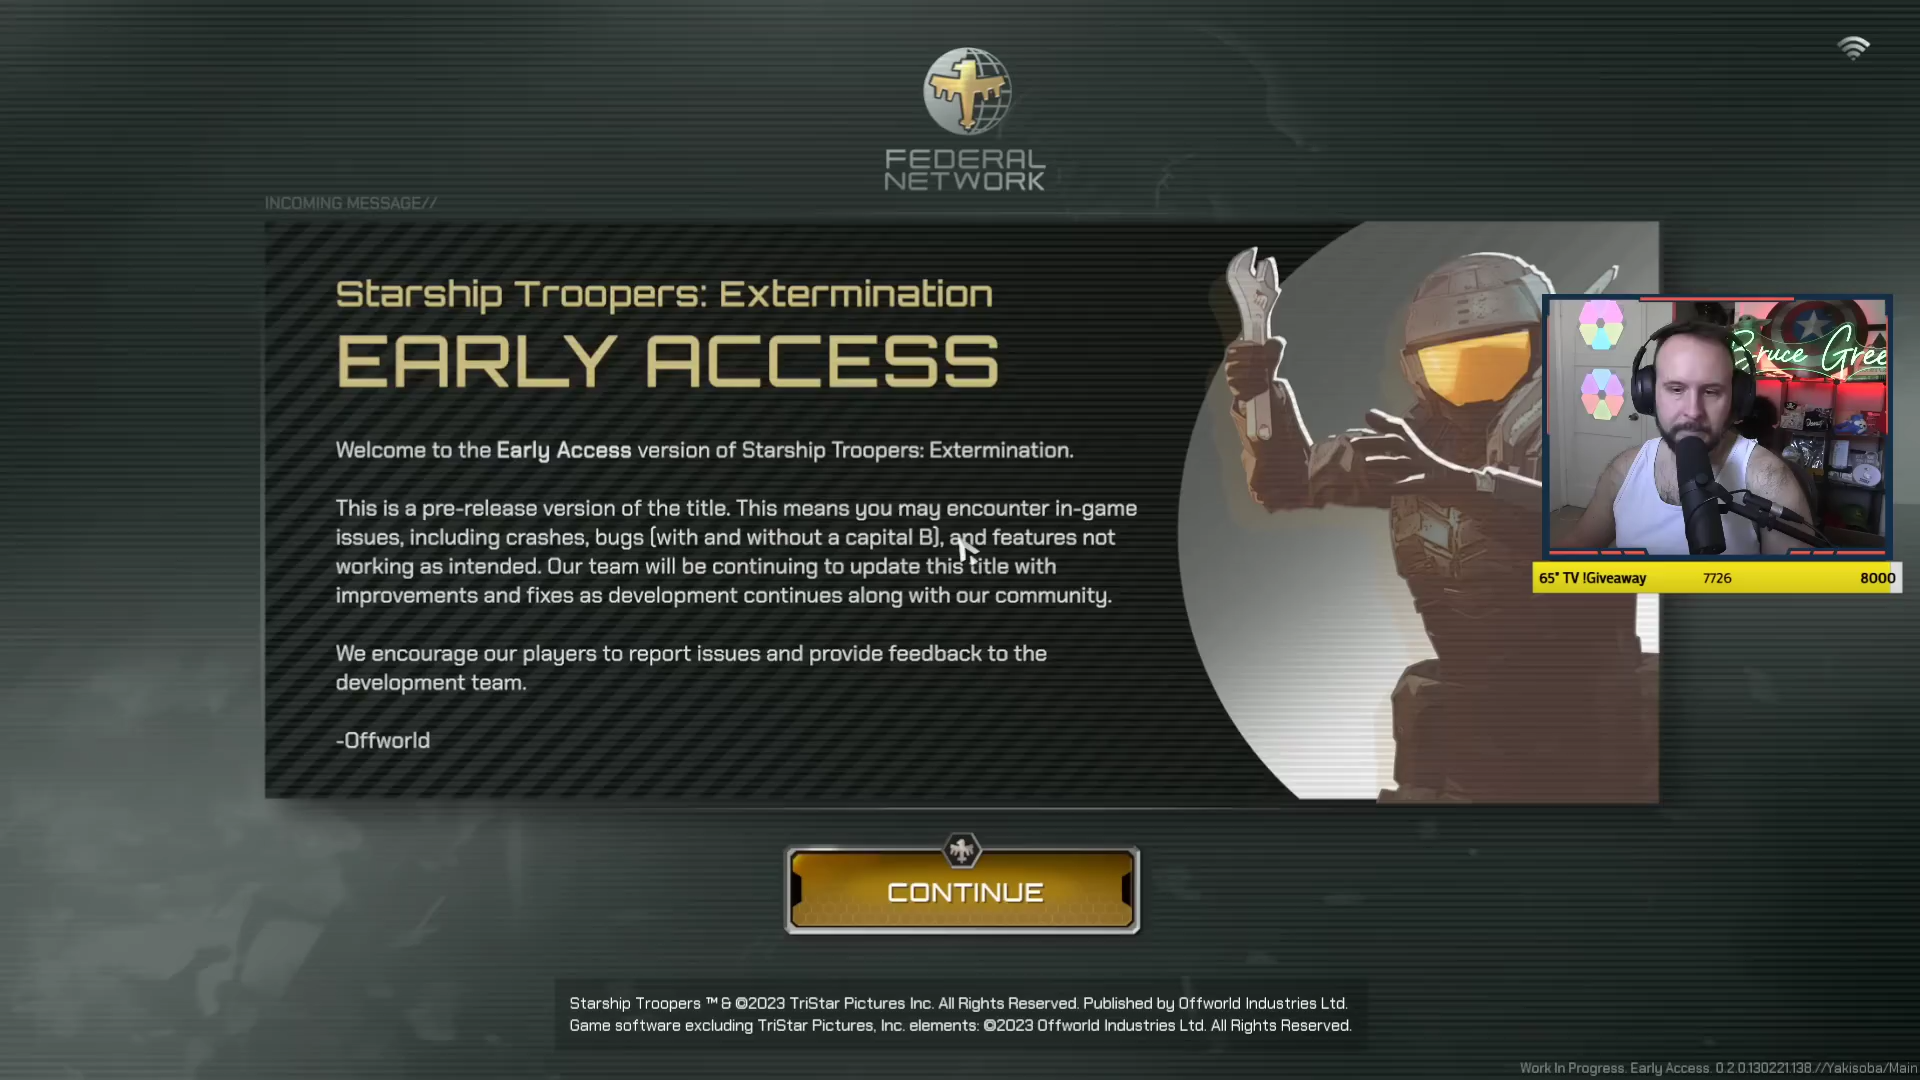 FEDERAL
NETWORK
INCOMING MESSAGE//
Starship Troopers: Extermination
EARLY ACCESS
Welcome to the Early Access version of Starship Troopers: Extermination.
This is a pre-release version of the title. This means you may encounter in-game
issues, including crashes, bugs (with and without a capital B), and features not
working as intended. Our team will be continuing to update this title with
improvements and fixes as development continues along with our community.
We encourage our players to report issues and provide feedback to the
development team.
-Offworld
Bruce Gree
65" TV !Giveaway 7726 8000
CONTINUE
Starship Troopers ™ & ©2023 TriStar Pictures Inc. All Rights Reserved. Published by Offworld Industries Ltd.
Game software excluding TriStar Pictures, Inc. elements: ©2023 Offworld Industries Ltd. All Rights Reserved.
Work In Progress. Early Access. 0.2.0.130221.138 //Yakisoba/Main